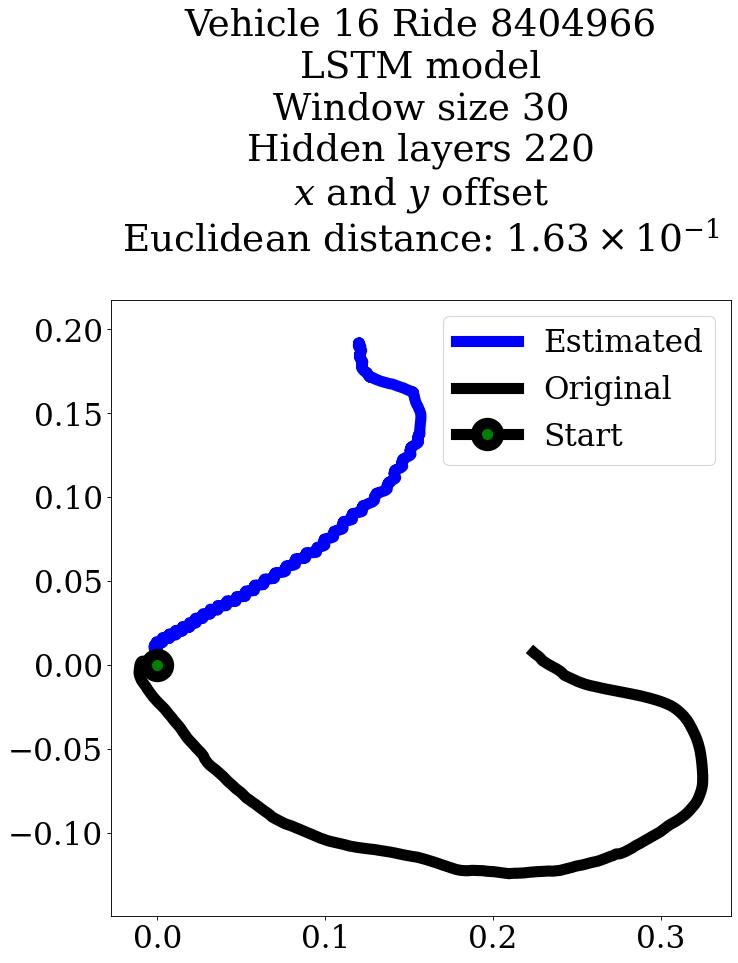 Vehicle 16 Ride 8404966
LSTM model
Window size 30
Hidden layers 220
x and y offset
Euclidean distance: 1.63 × 10⁻¹
Estimated
Original
Start
0.20
0.15
0.10
0.05
0.00
−0.05
−0.10
0.0 0.1 0.2 0.3